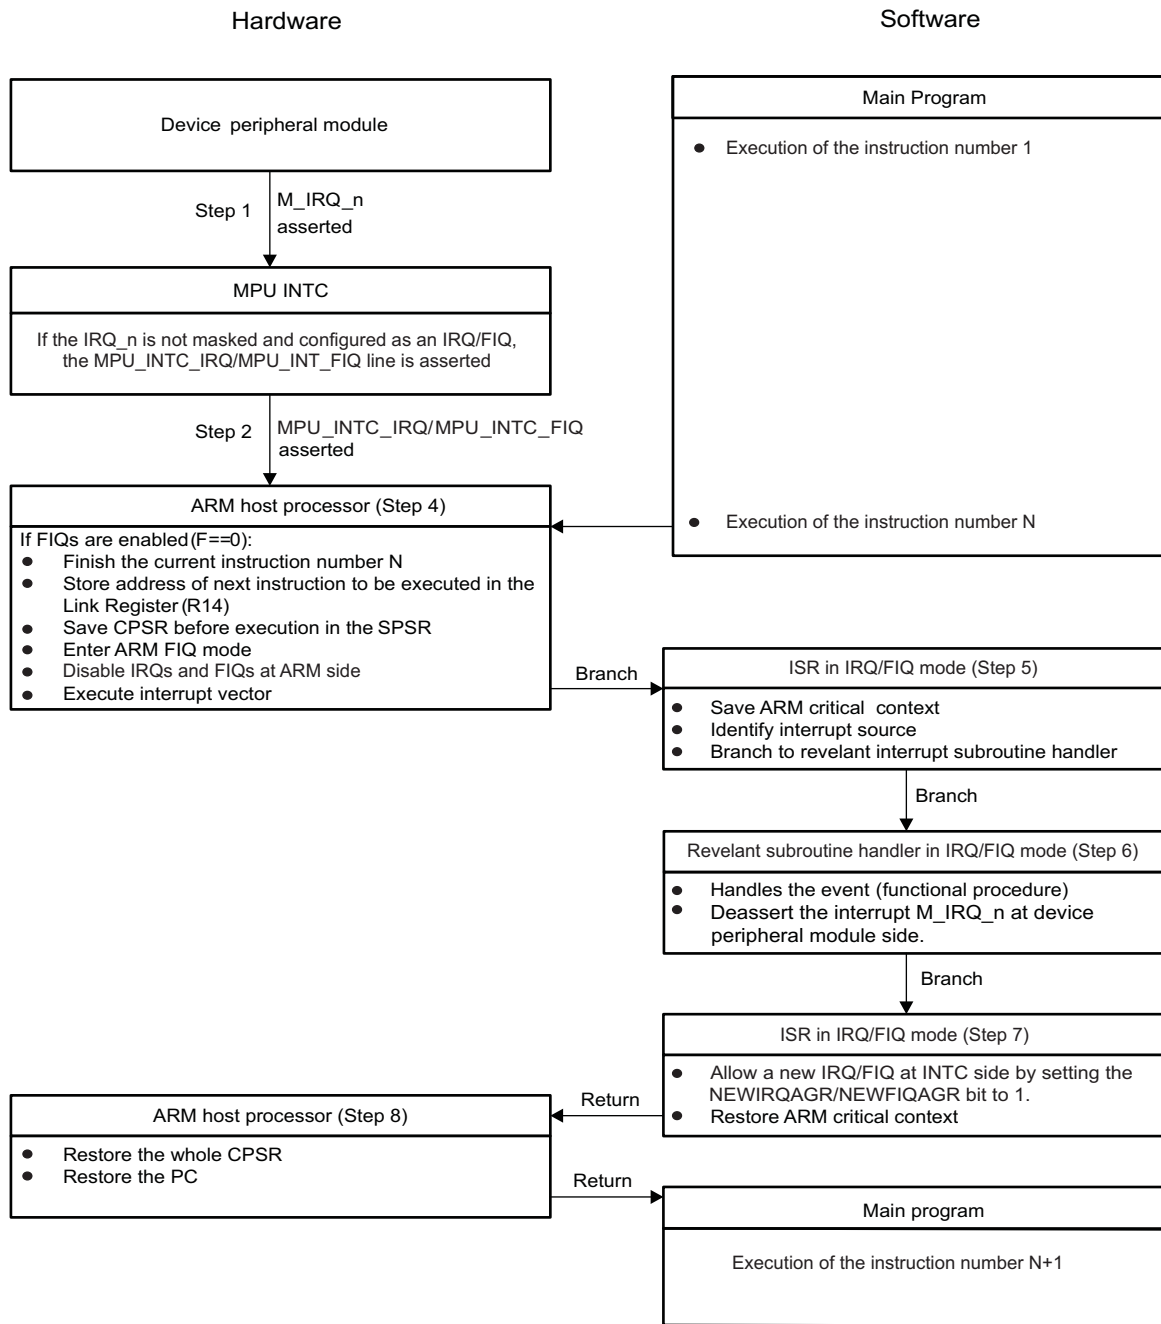 Hardware
Software
Device peripheral module
Main Program
Execution of the instruction number 1
Step 1
M_IRQ_n
asserted
MPU INTC
If the IRQ_n is not masked and configured as an IRQ/FIQ,
the MPU_INTC_IRQ/MPU_INT_FIQ line is asserted
Step 2
MPU_INTC_IRQ/MPU_INTC_FIQ
asserted
Execution of the instruction number N
ARM host processor (Step 4)
If FIQs are enabled (F==0):
Finish the current instruction number N
Store address of next instruction to be executed in the
Link Register (R14)
Save CPSR before execution in the SPSR
Enter ARM FIQ mode
Disable IRQs and FIQs at ARM side
Execute interrupt vector
Branch
ISR in IRQ/FIQ mode (Step 5)
Save ARM critical context
Identify interrupt source
Branch to revelant interrupt subroutine handler
Branch
Revelant subroutine handler in IRQ/FIQ mode (Step 6)
Handles the event (functional procedure)
Deassert the interrupt M_IRQ_n at device
peripheral module side.
Branch
ISR in IRQ/FIQ mode (Step 7)
Allow a new IRQ/FIQ at INTC side by setting the
NEWIRQAGR/NEWFIQAGR bit to 1.
Restore ARM critical context
Return
ARM host processor (Step 8)
Restore the whole CPSR
Restore the PC
Return
Main program
Execution of the instruction number N+1